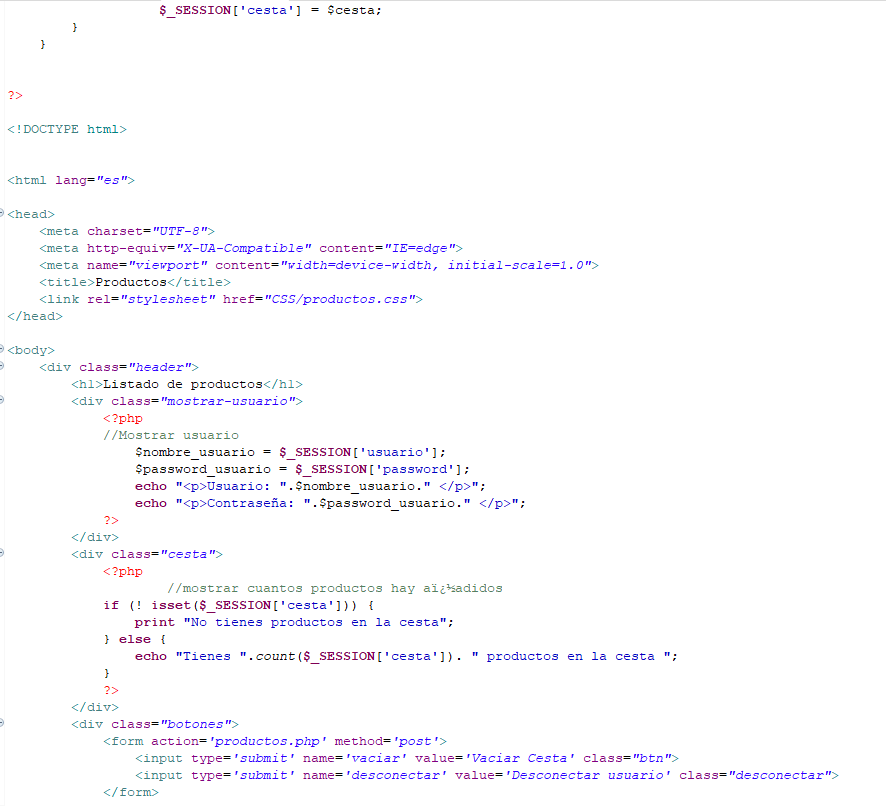 $_SESSION['cesta'] = $cesta;
}
}
?>
<!DOCTYPE html>
<html lang="es">
<head>
<meta charset="UTF-8">
<meta http-equiv="X-UA-Compatible" content="IE=edge">
<meta name="viewport" content="width=device-width, initial-scale=1.0">
<title>Productos</title>
<link rel="stylesheet" href="CSS/productos.css">
</head>
<body>
<div class="header">
<h1>Listado de productos</h1>
<div class="mostrar-usuario">
<?php
//Mostrar usuario
$nombre_usuario = $_SESSION['usuario'];
$password_usuario = $_SESSION['password'];
echo "<p>Usuario: ".$nombre_usuario." </p>";
echo "<p>Contraseña: ".$password_usuario." </p>";
?>
</div>
<div class="cesta">
<?php
//mostrar cuantos productos hay aï¿½adidos
if (! isset($_SESSION['cesta'])) {
print "No tienes productos en la cesta";
} else {
echo "Tienes ".count($_SESSION['cesta']). " productos en la cesta ";
}
?>
</div>
<div class="botones">
<form action='productos.php' method='post'>
<input type='submit' name='vaciar' value='Vaciar Cesta' class="btn">
<input type='submit' name='desconectar' value='Desconectar usuario' class="desconectar">
</form>